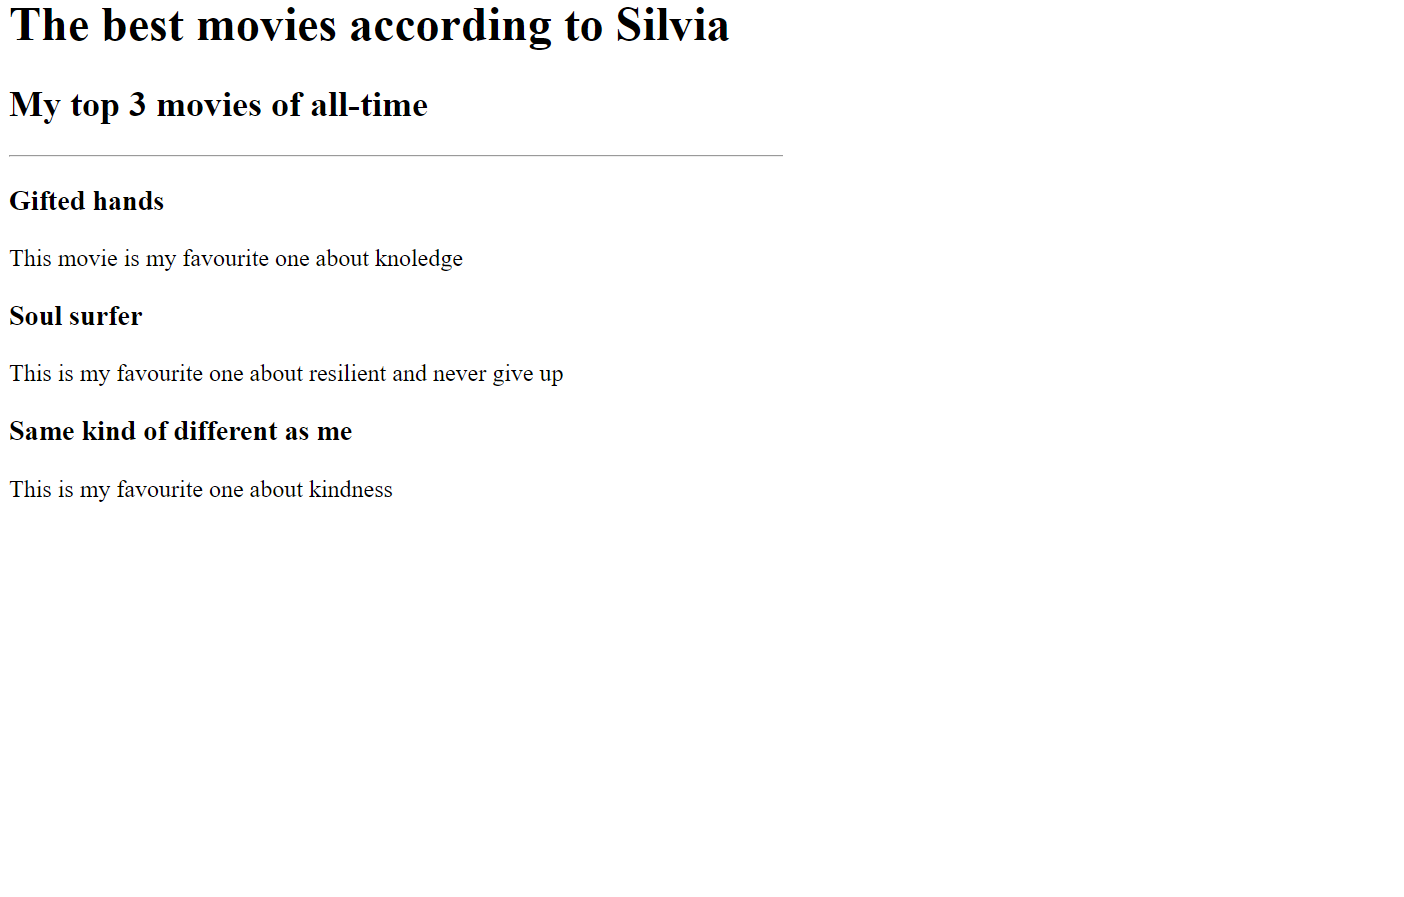 The best movies according to Silvia
My top 3 movies of all-time
Gifted hands
This movie is my favourite one about knoledge
Soul surfer
This is my favourite one about resilient and never give up
Same kind of different as me
This is my favourite one about kindness